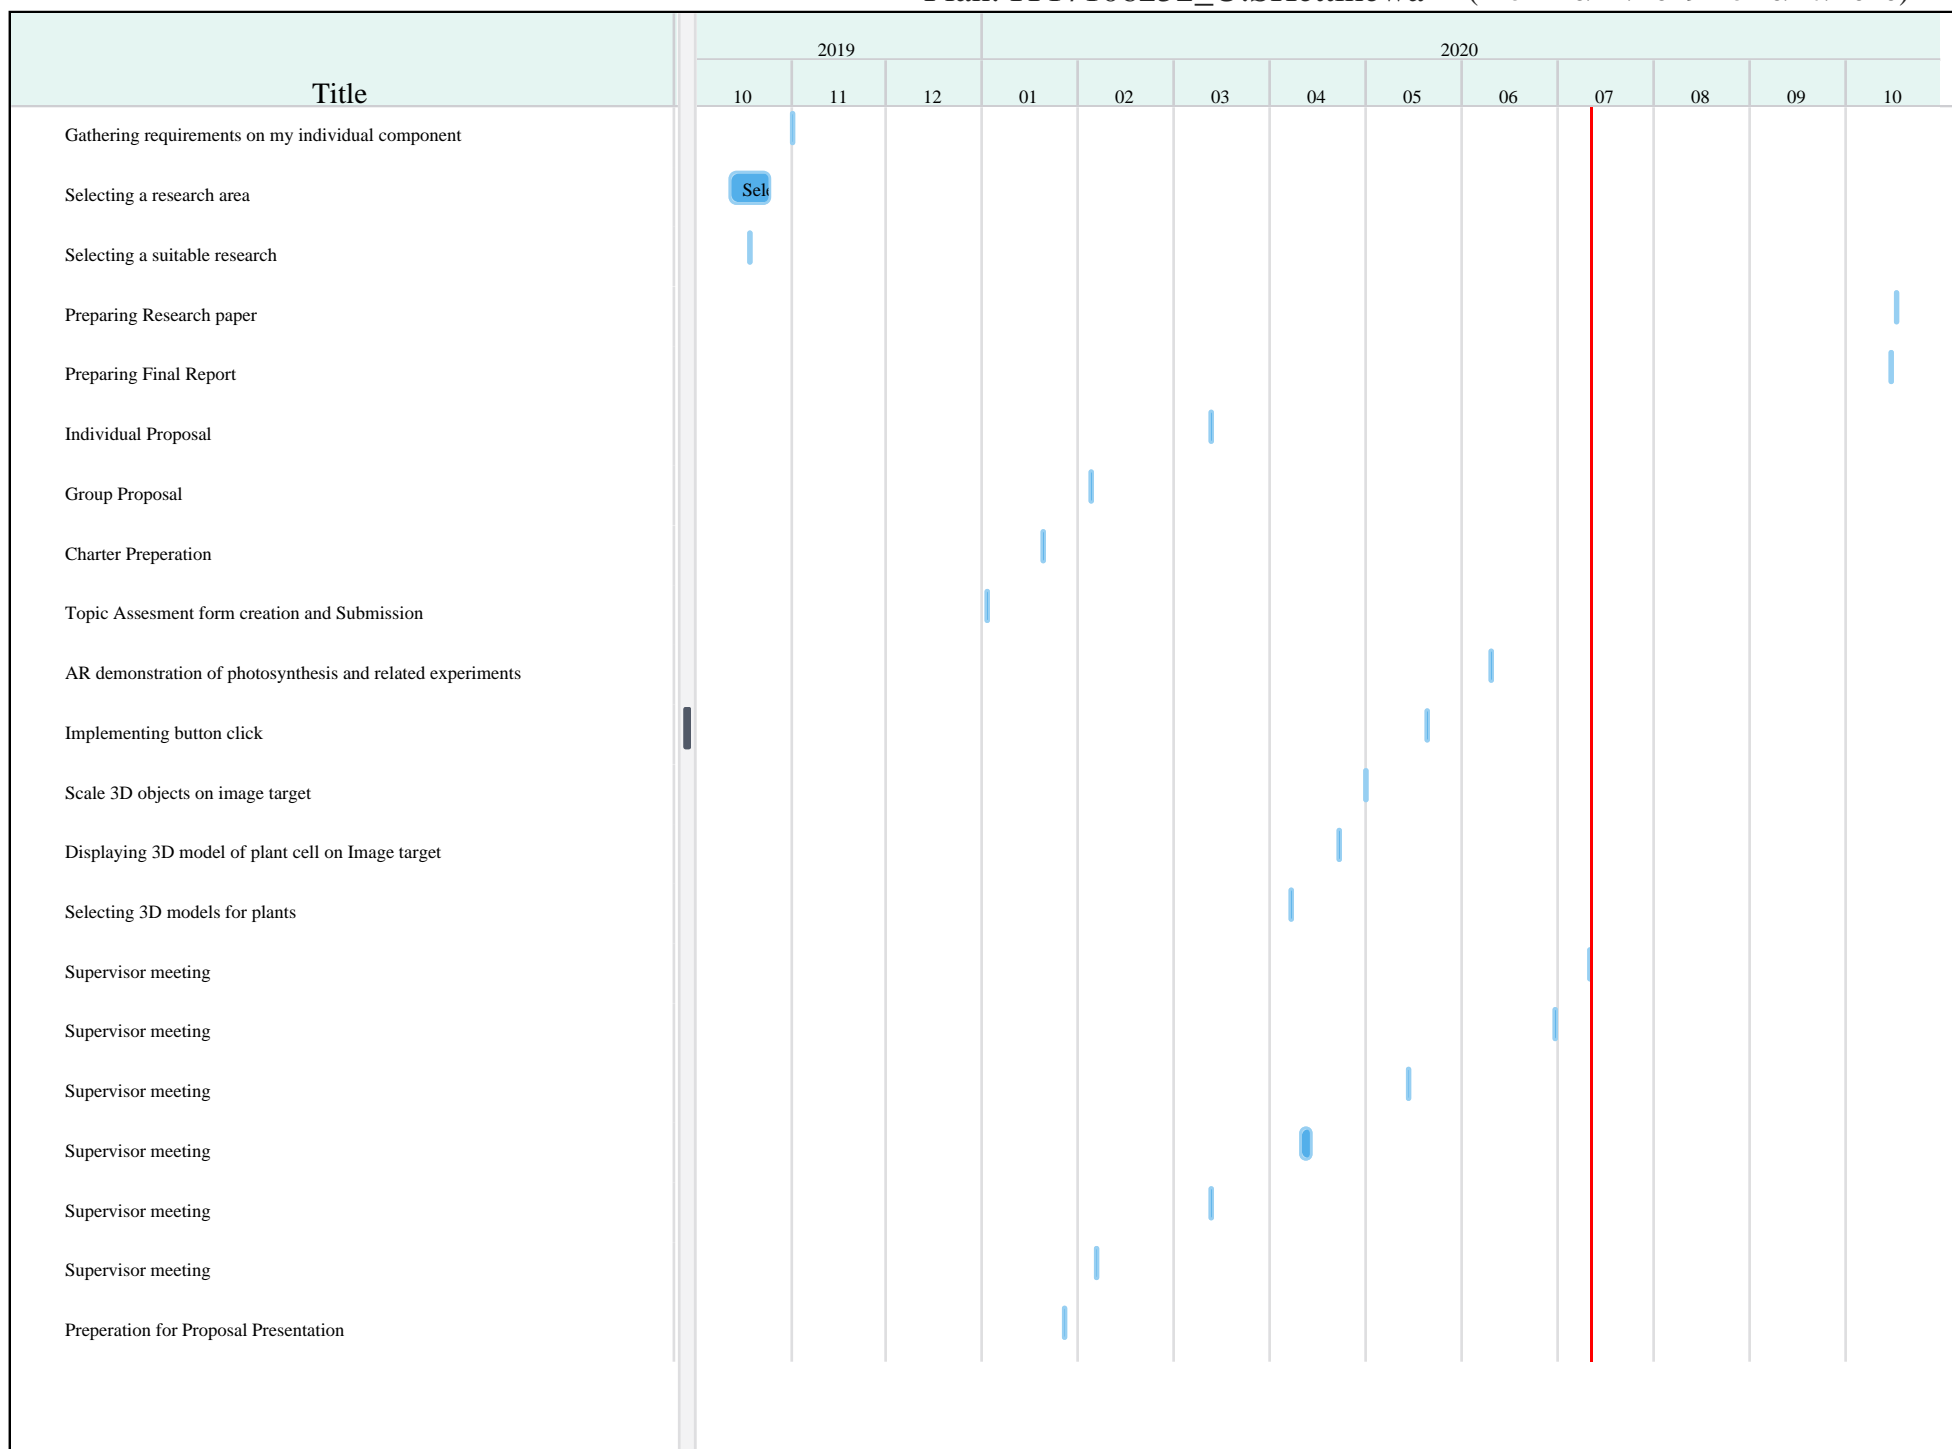 2019 2020
Title
10 11 12 01 02 03 04 05 06 07 08 09 10
Gathering requirements on my individual component
Selecting a research area
Sele
Selecting a suitable research
Preparing Research paper
Preparing Final Report
Individual Proposal
Group Proposal
Charter Preperation
Topic Assesment form creation and Submission
AR demonstration of photosynthesis and related experiments
Implementing button click
Scale 3D objects on image target
Displaying 3D model of plant cell on Image target
Selecting 3D models for plants
Supervisor meeting
Supervisor meeting
Supervisor meeting
Supervisor meeting
Supervisor meeting
Supervisor meeting
Preperation for Proposal Presentation